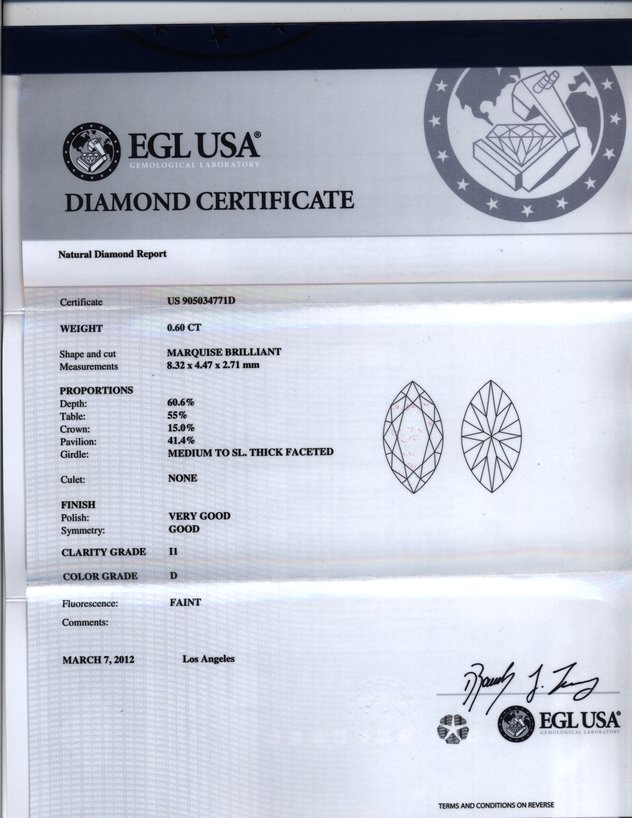 EGL USA®
GEMOLOGICAL LABORATORY
DIAMOND CERTIFICATE
Natural Diamond Report
Certificate US 905034771D
WEIGHT 0.60 CT
Shape and cut MARQUISE BRILLIANT
Measurements 8.32 x 4.47 x 2.71 mm
PROPORTIONS
Depth: 60.6%
Table: 55%
Crown: 15.0%
Pavilion: 41.4%
Girdle: MEDIUM TO SL. THICK FACETED
Culet: NONE
FINISH
Polish: VERY GOOD
Symmetry: GOOD
CLARITY GRADE I1
COLOR GRADE D
Fluorescence: FAINT
Comments:
MARCH 7, 2012 Los Angeles
EGL USA®
GEMOLOGICAL LABORATORY
TERMS AND CONDITIONS ON REVERSE